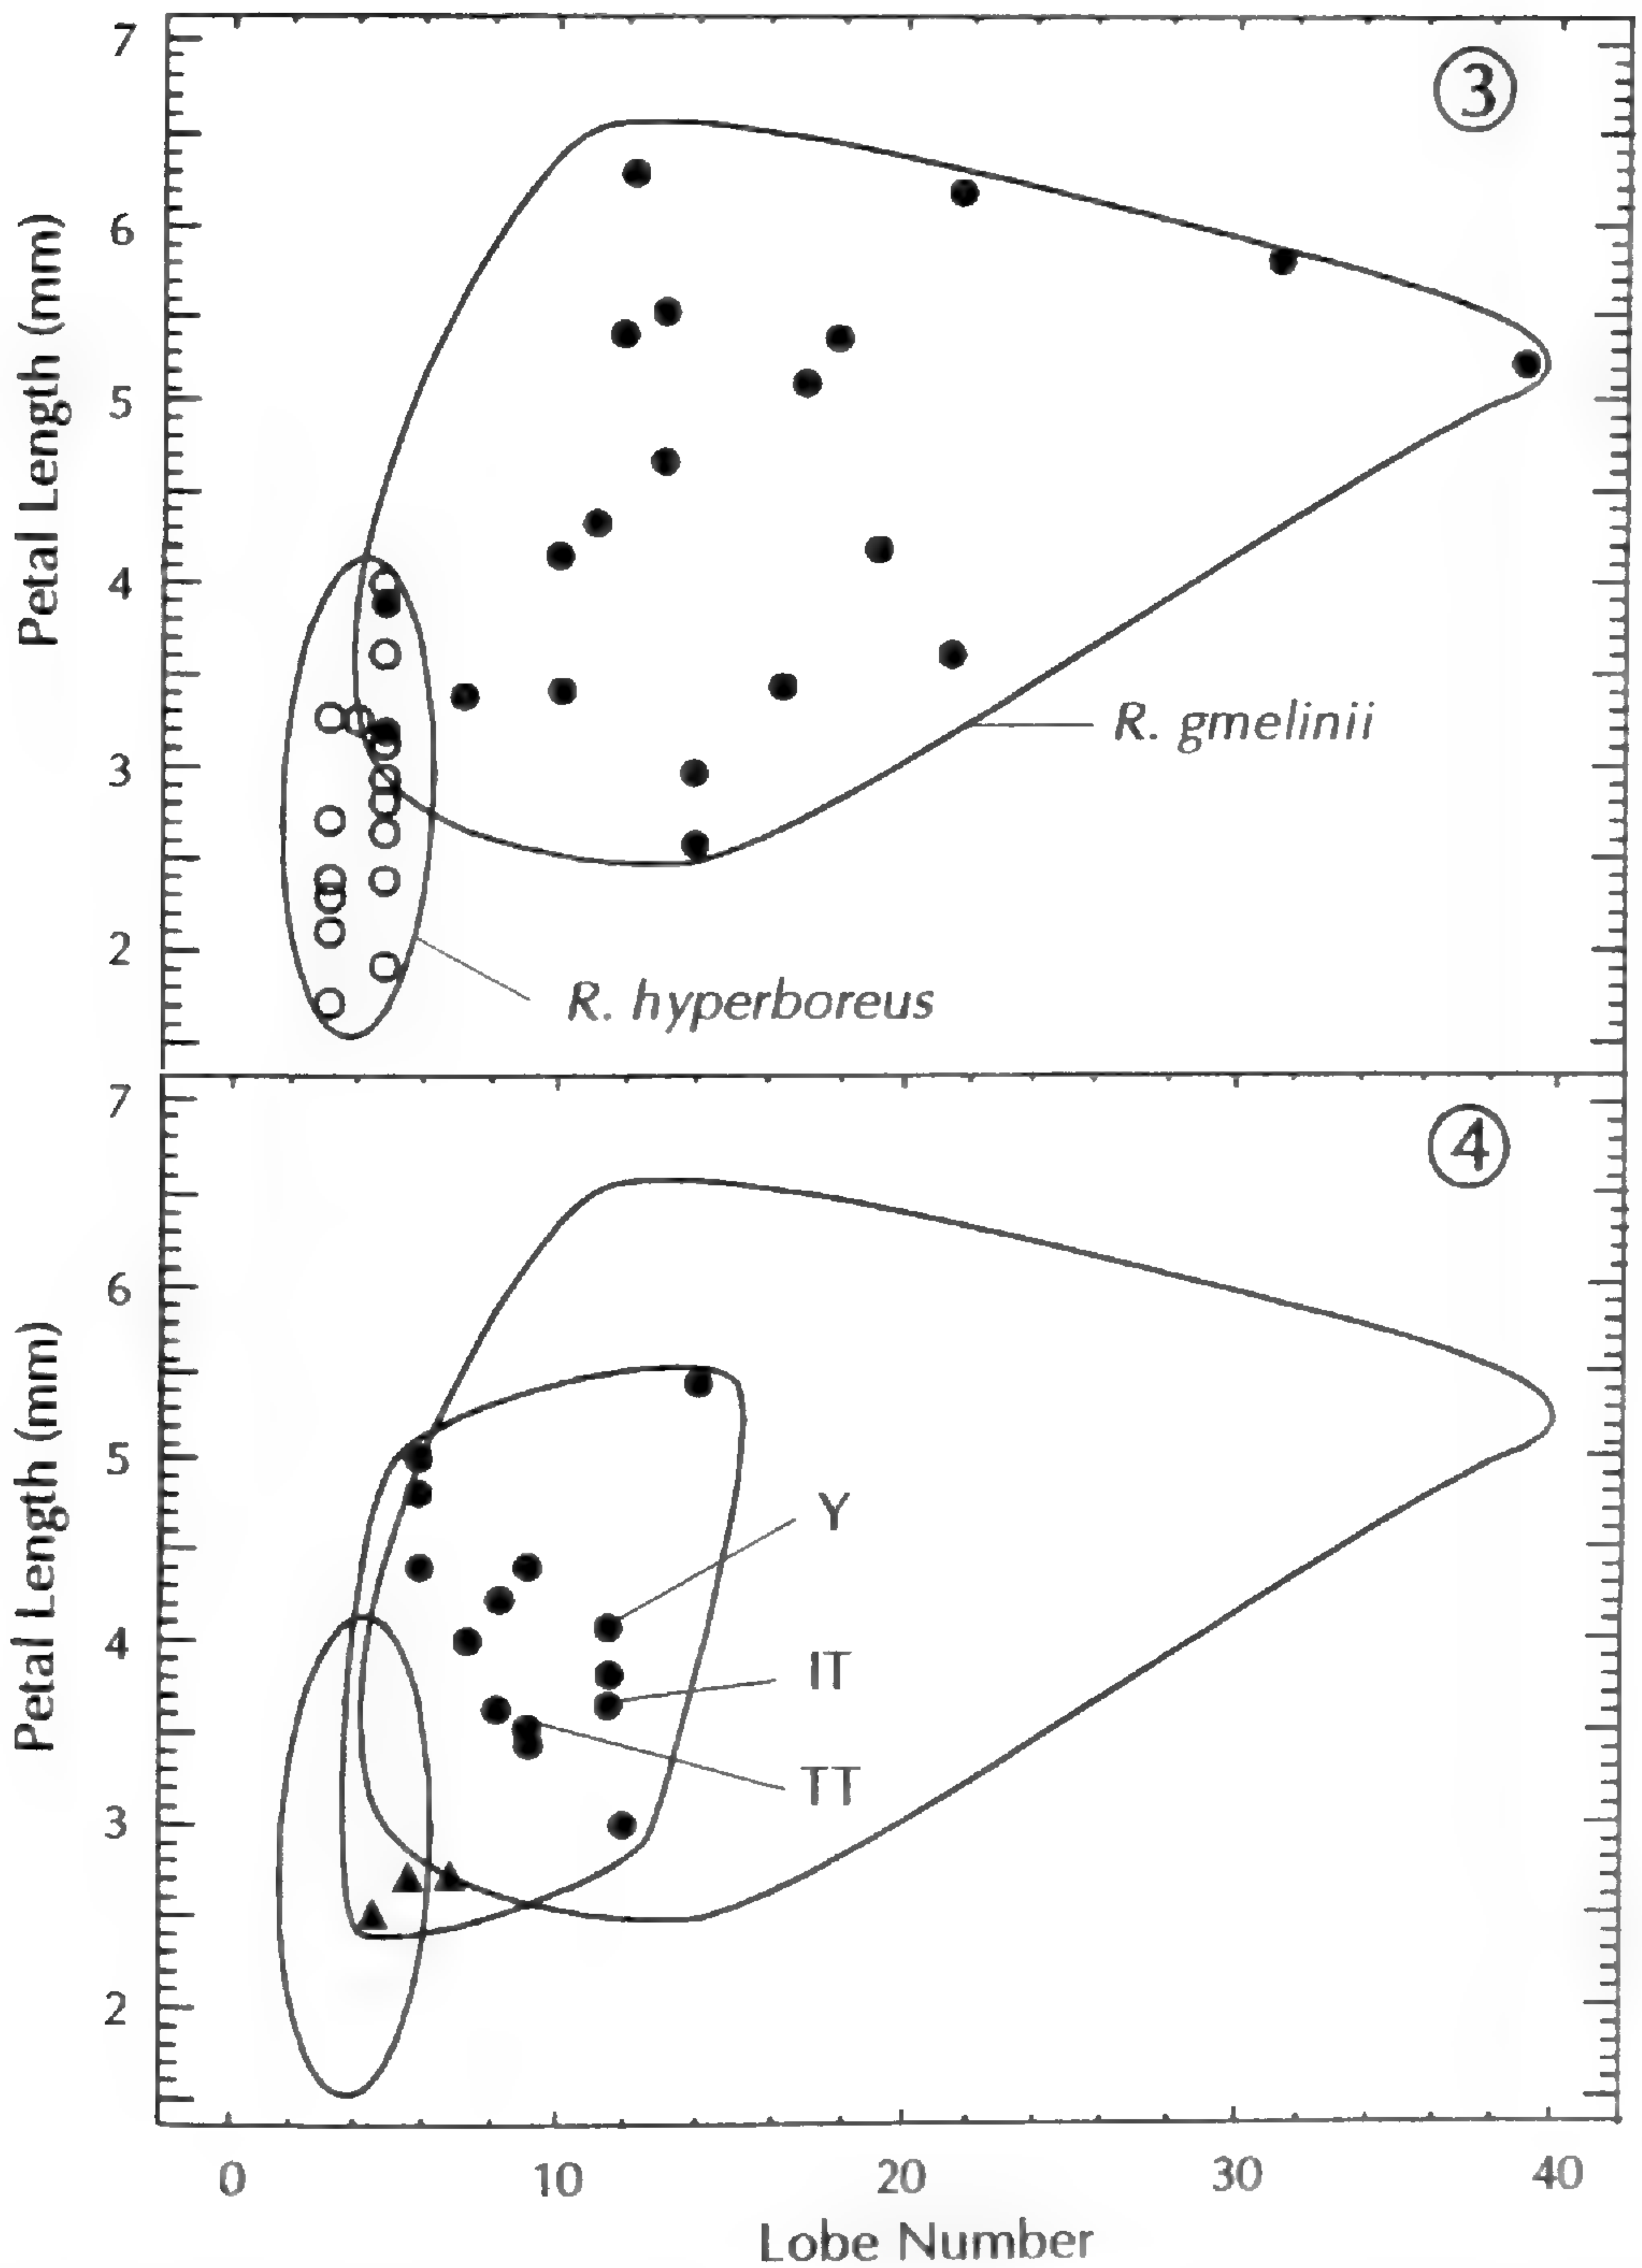 7
③
6
Petal Length (mm)
5
4
R. gmelinii
3
2
R. hyperboreus
7
④
6
Petal Length (mm)
5
Y
4
IT
TT
3
2
0 10 20 30 40
Lobe Number